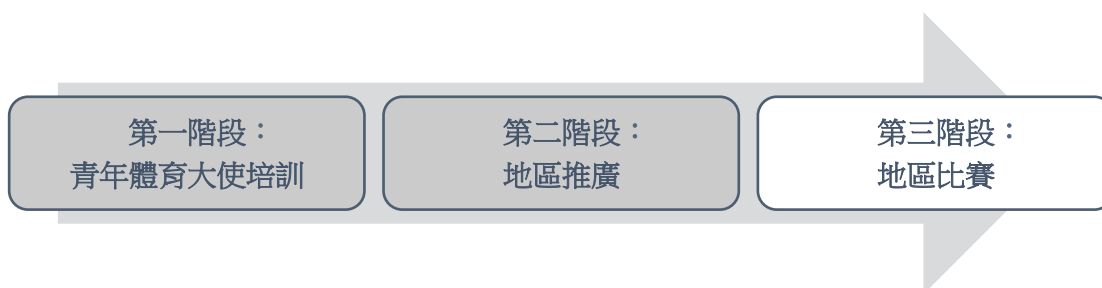 第一階段：
青年體育大使培訓
第二階段：
地區推廣
第三階段：
地區比賽